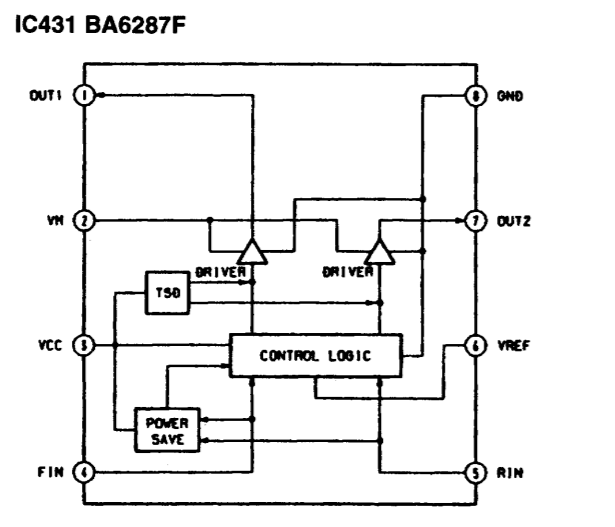 IC431 BA6287F
OUT1 1
8 GND
VM 2
7 OUT2
DRIVER
DRIVER
TSD
VCC 3
6 VREF
CONTROL LOGIC
POWER
SAVE
FIN 4
5 RIN